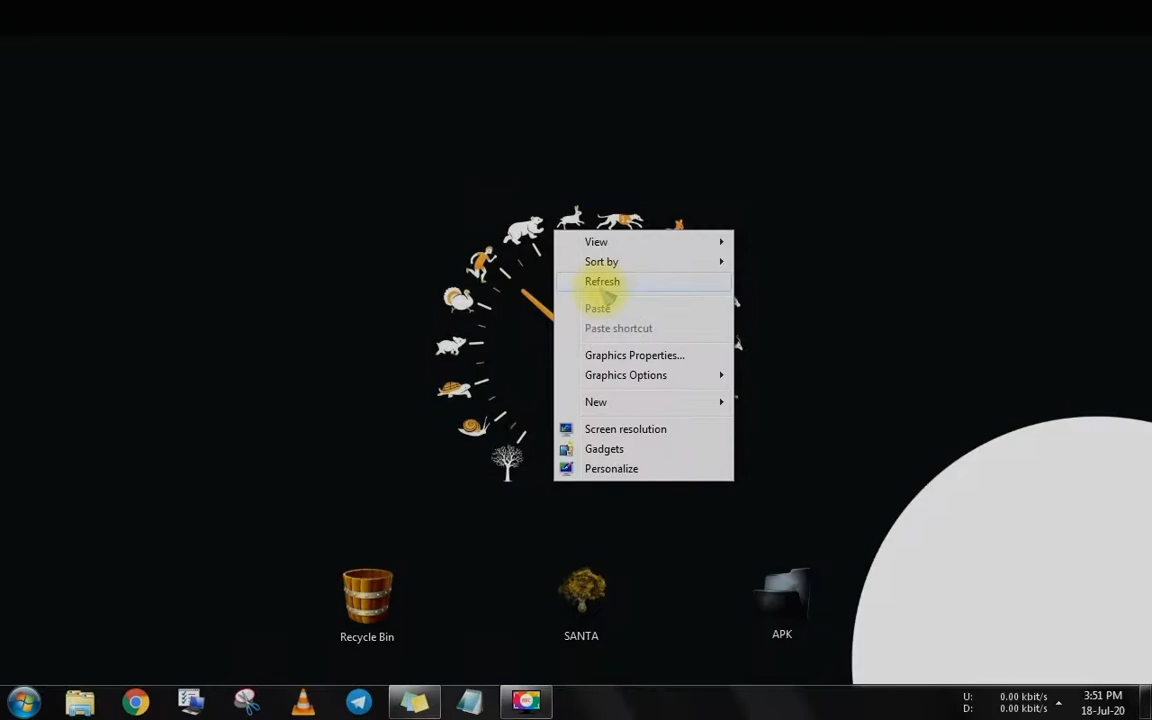 View
Sort by
Refresh
Paste
Paste shortcut
Graphics Properties...
Graphics Options
New
Screen resolution
Gadgets
Personalize
Recycle Bin
SANTA
APK
U: 0.00 kbit/s
D: 0.00 kbit/s
3:51 PM
18-Jul-20